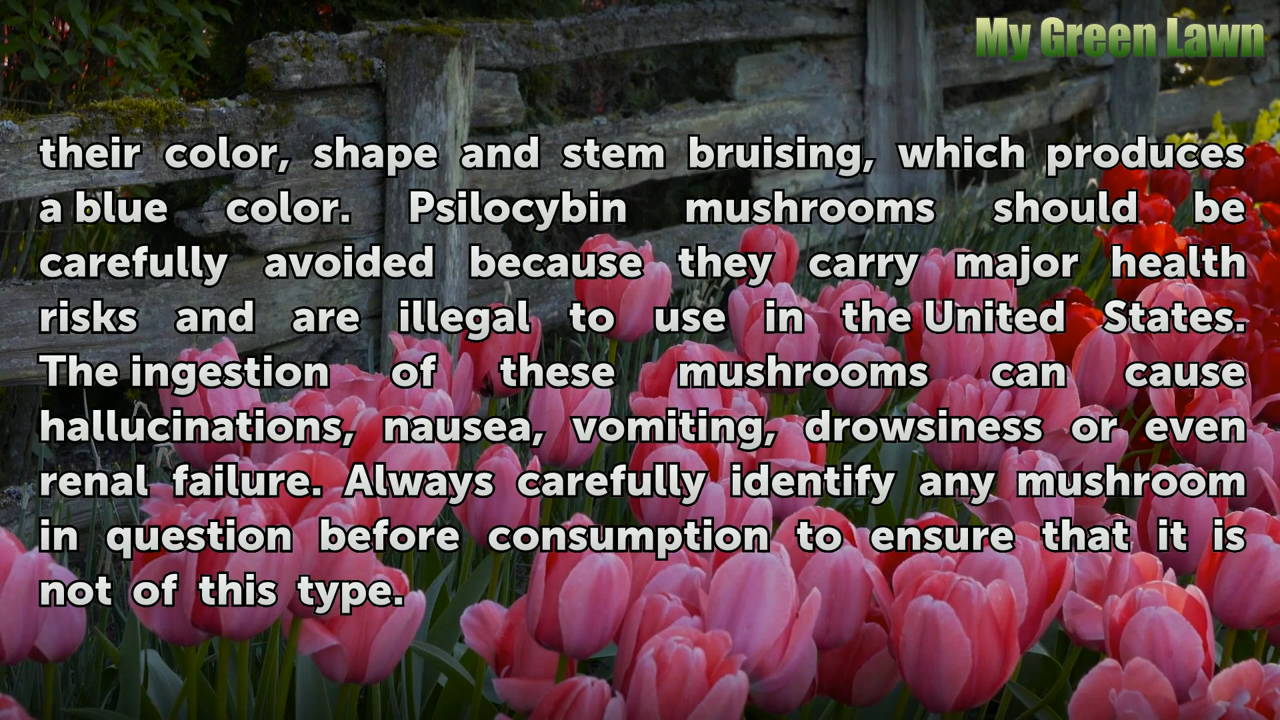 My Green Lawn
their color, shape and stem bruising, which produces
a blue color. Psilocybin mushrooms should be
carefully avoided because they carry major health
risks and are illegal to use in the United States.
The ingestion of these mushrooms can cause
hallucinations, nausea, vomiting, drowsiness or even
renal failure. Always carefully identify any mushroom
in question before consumption to ensure that it is
not of this type.